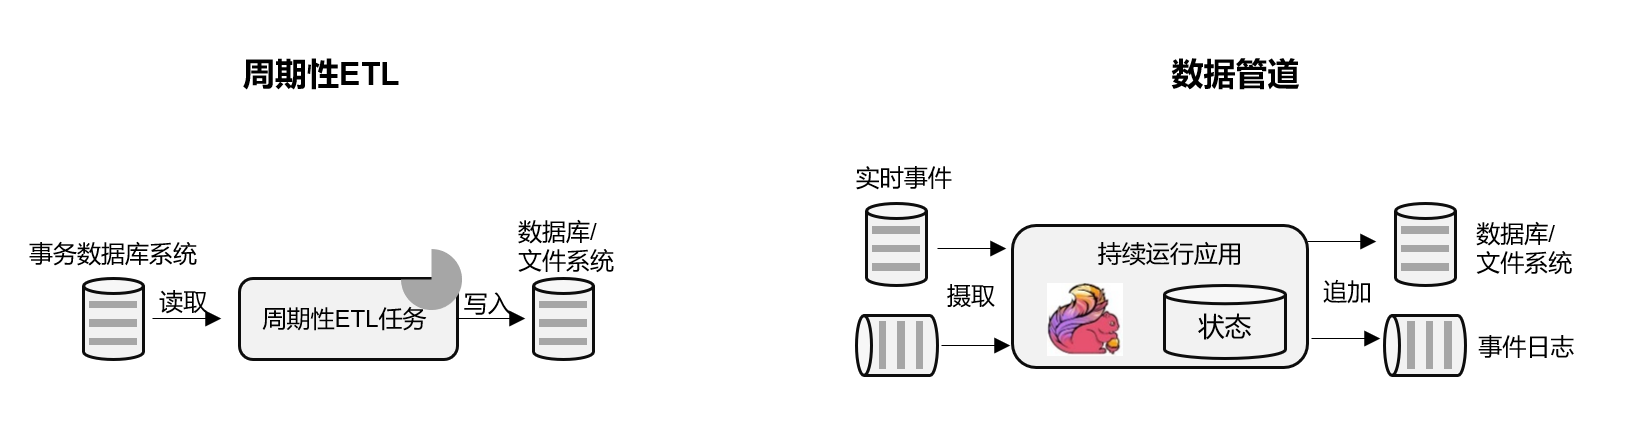 周期性ETL
事务数据库系统
读取
周期性ETL任务
写入
数据库/
文件系统
数据管道
实时事件
摄取
持续运行应用
状态
追加
数据库/
文件系统
事件日志